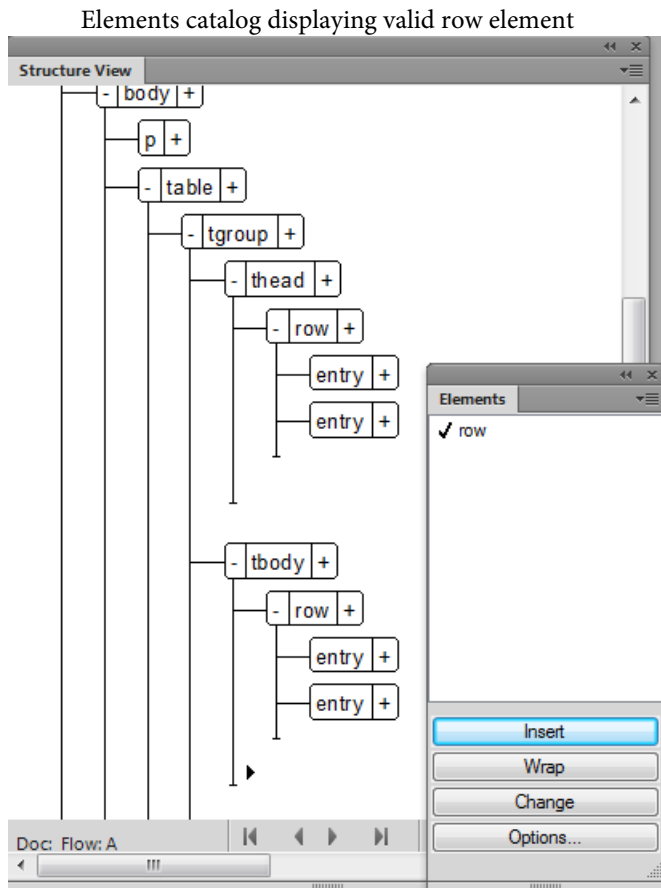 Elements catalog displaying valid row element
Structure View
- body +
p +
- table +
- tgroup +
- thead +
- row +
entry +
entry +
- tbody +
- row +
entry +
entry +
Doc: Flow: A
Elements
✓ row
Insert
Wrap
Change
Options...